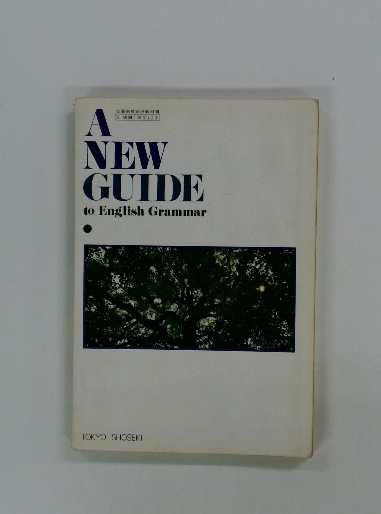 A
NEW
GUIDE
to English Grammar
TOKYO SHOSEKI